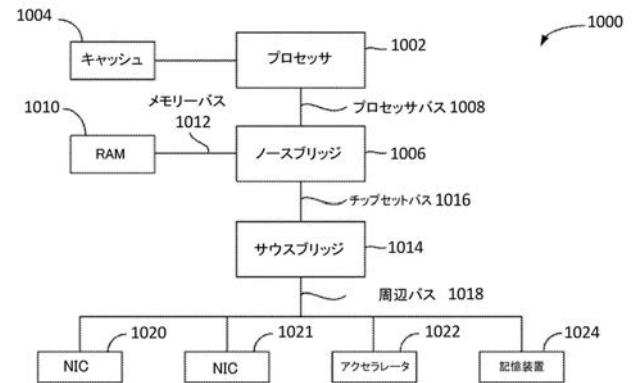 1004
1000
キャッシュ
プロセッサ
1002
プロセッサバス 1008
メモリーバス
1012
1010
RAM
ノースブリッジ
1006
チップセットバス 1016
サウスブリッジ
1014
周辺バス 1018
1020
1021
1022
1024
NIC
NIC
アクセラレータ
記憶装置